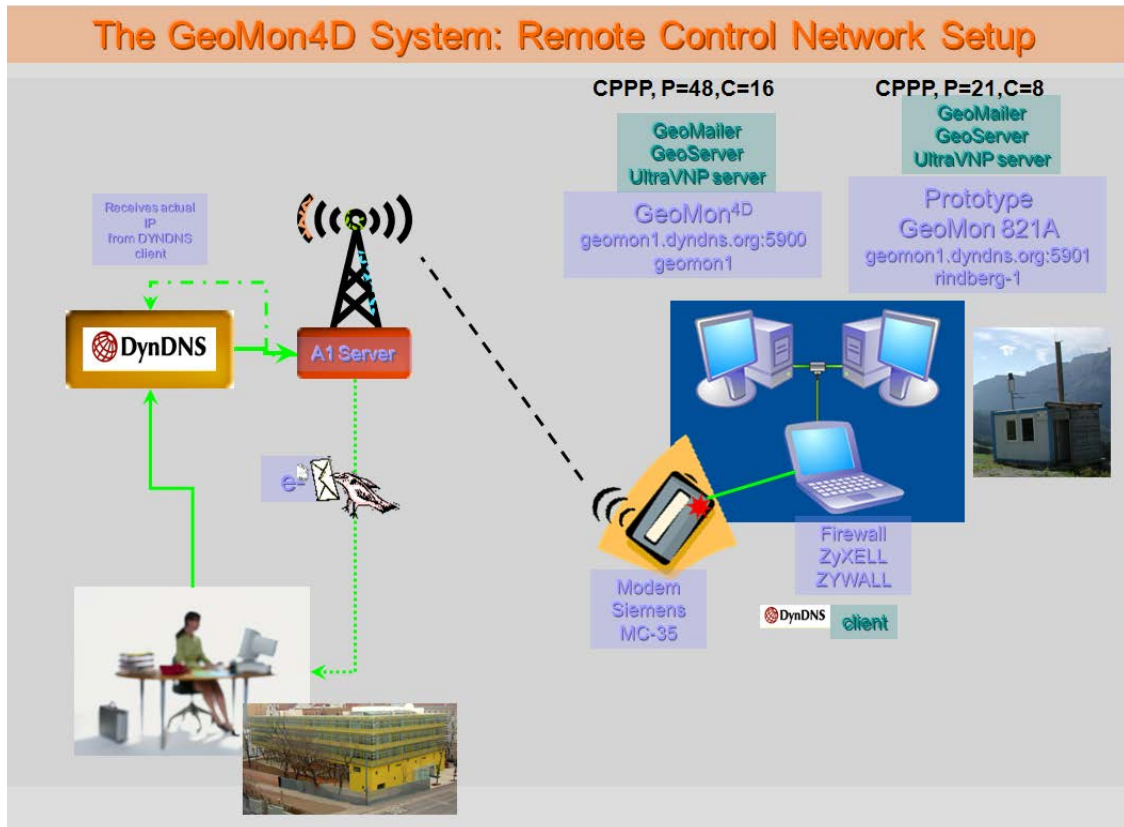 The GeoMon4D System: Remote Control Network Setup
CPPP, P=48,C=16
CPPP, P=21,C=8
GeoMailer
GeoServer
UltraVNP server
GeoMailer
GeoServer
UltraVNP server
GeoMon4D
geomon1.dyndns.org:5900
geomon1
Prototype
GeoMon 821A
geomon1.dyndns.org:5901
rindberg-1
Receives actual
IP
from DYNDNS
client
DynDNS
A1 Server
e-
Firewall
ZyXELL
ZYWALL
Modem
Siemens
MC-35
DynDNS
client